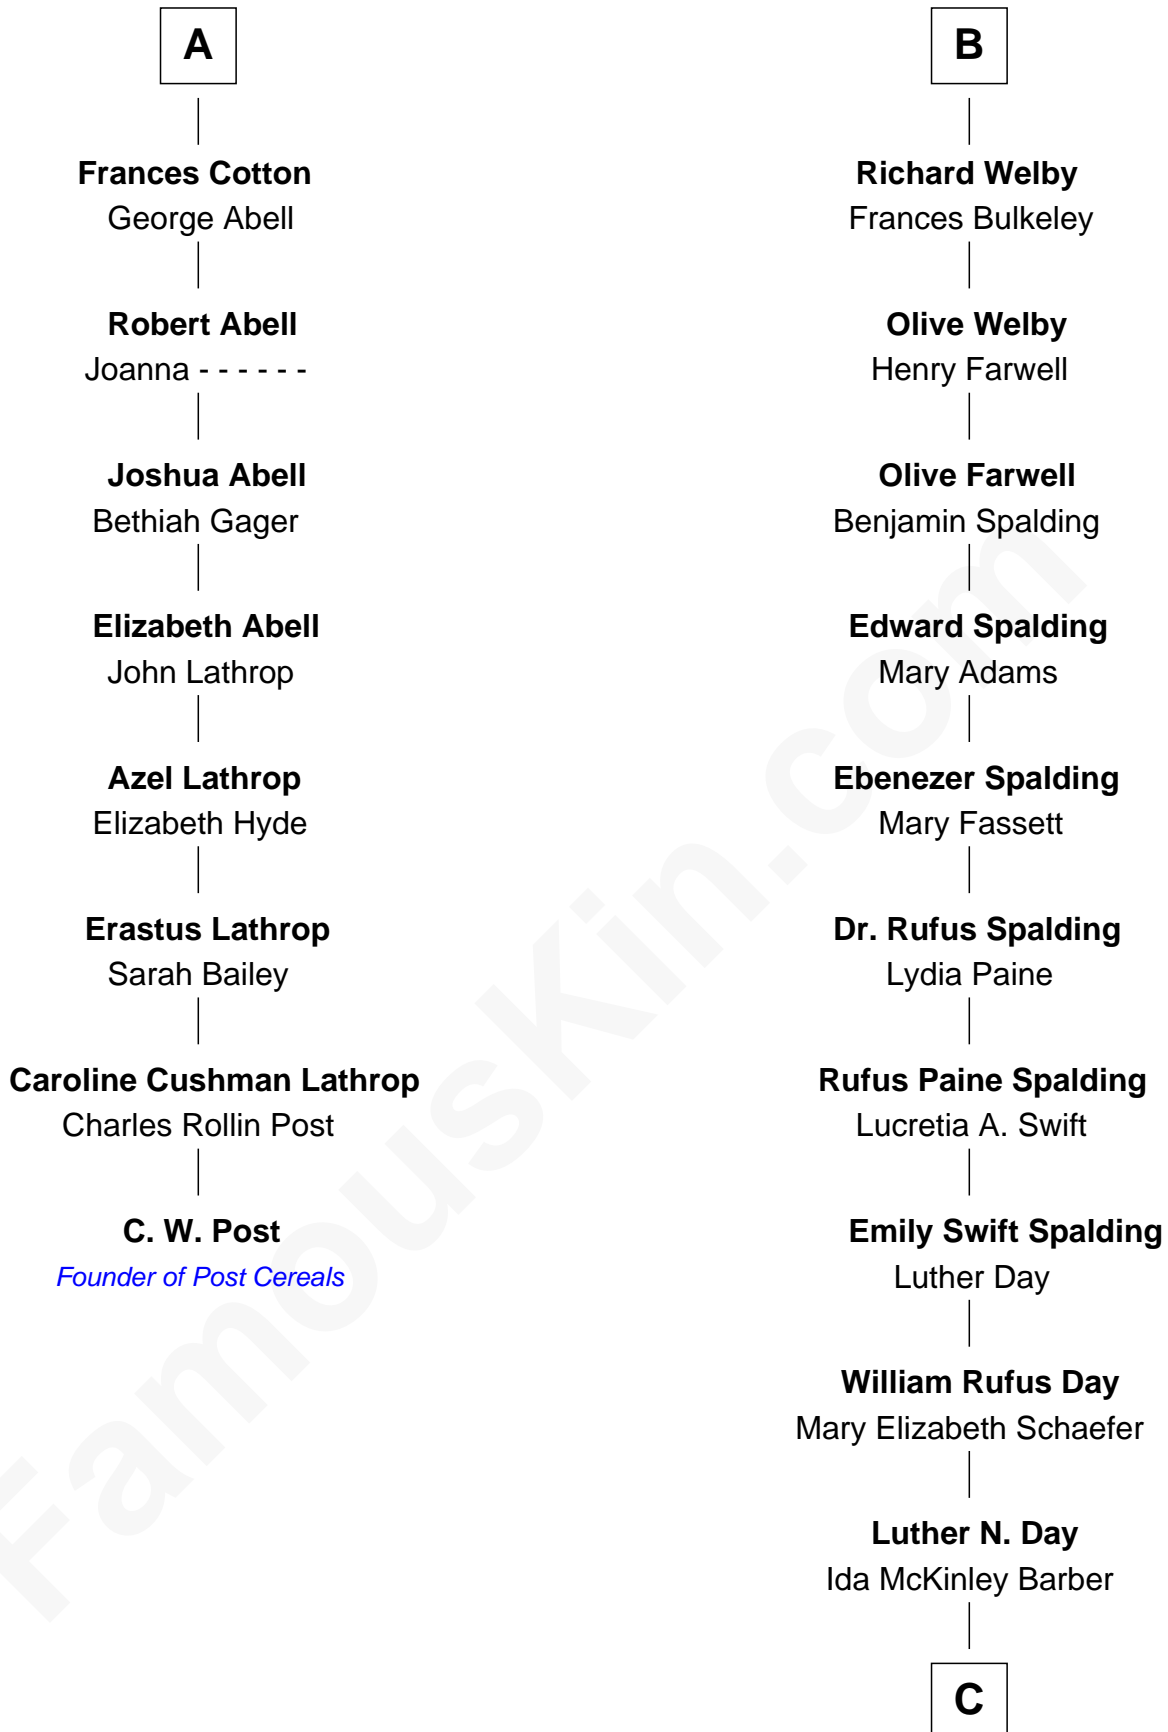 A
Frances Cotton
George Abell
Robert Abell
Joanna - - - - - -
Joshua Abell
Bethiah Gager
Elizabeth Abell
John Lathrop
Azel Lathrop
Elizabeth Hyde
Erastus Lathrop
Sarah Bailey
Caroline Cushman Lathrop
Charles Rollin Post
C. W. Post
Founder of Post Cereals
B
Richard Welby
Frances Bulkeley
Olive Welby
Henry Farwell
Olive Farwell
Benjamin Spalding
Edward Spalding
Mary Adams
Ebenezer Spalding
Mary Fassett
Dr. Rufus Spalding
Lydia Paine
Rufus Paine Spalding
Lucretia A. Swift
Emily Swift Spalding
Luther Day
William Rufus Day
Mary Elizabeth Schaefer
Luther N. Day
Ida McKinley Barber
C
FamousKin.com